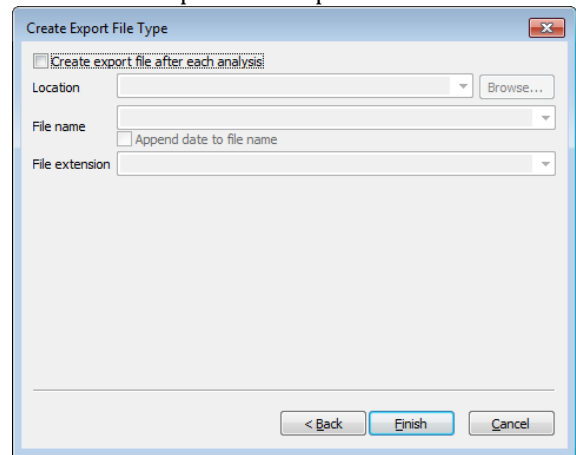 Create Export File Type
Create export file after each analysis
Location
Browse...
File name
Append date to file name
File extension
< Back
Finish
Cancel